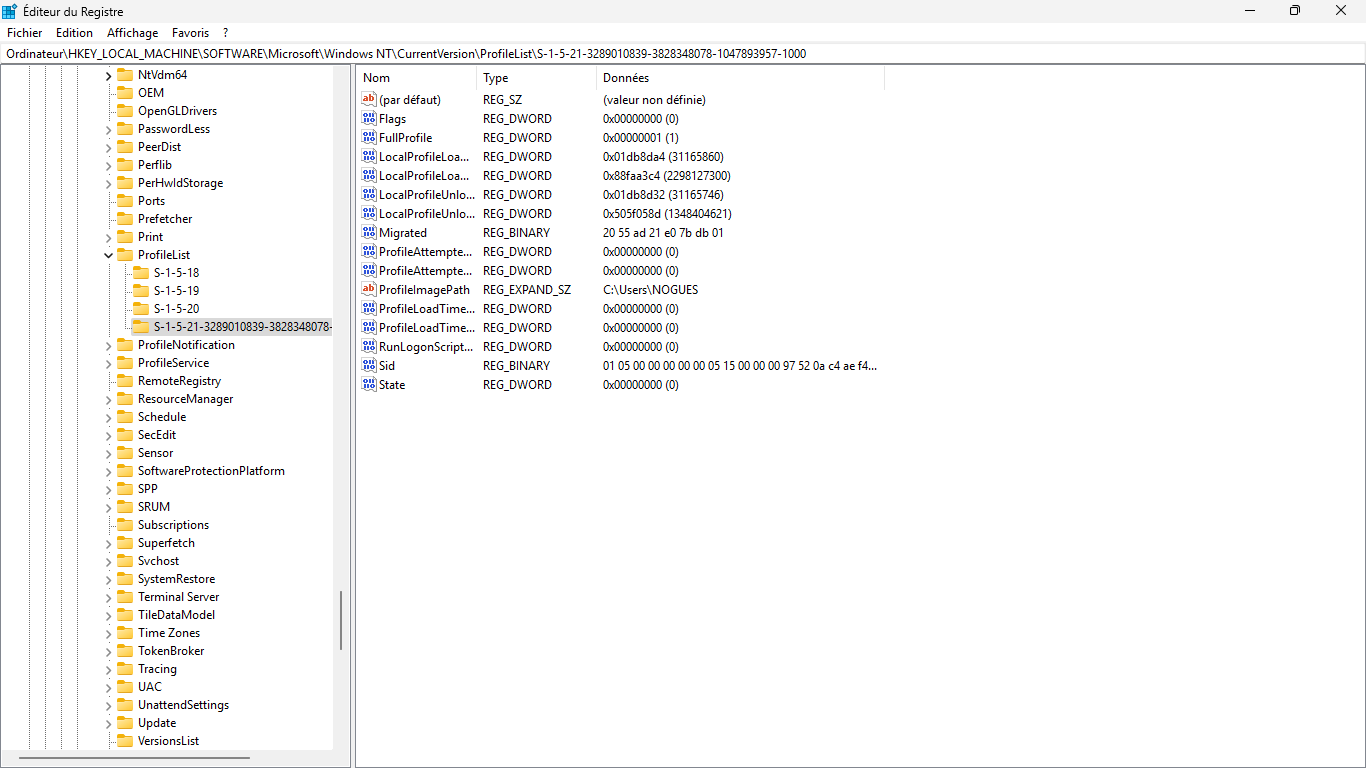 Éditeur du Registre
Fichier Edition Affichage Favoris ?
Ordinateur\HKEY_LOCAL_MACHINE\SOFTWARE\Microsoft\Windows NT\CurrentVersion\ProfileList\S-1-5-21-3289010839-3828348078-1047893957-1000
NtVdm64
OEM
OpenGLDrivers
PasswordLess
PeerDist
Perflib
PerHwIdStorage
Ports
Prefetcher
Print
ProfileList
S-1-5-18
S-1-5-19
S-1-5-20
S-1-5-21-3289010839-3828348078-
ProfileNotification
ProfileService
RemoteRegistry
ResourceManager
Schedule
SecEdit
Sensor
SoftwareProtectionPlatform
SPP
SRUM
Subscriptions
Superfetch
Svchost
SystemRestore
Terminal Server
TileDataModel
Time Zones
TokenBroker
Tracing
UAC
UnattendSettings
Update
VersionsList
Nom Type Données
(par défaut) REG_SZ (valeur non définie)
Flags REG_DWORD 0x00000000 (0)
FullProfile REG_DWORD 0x00000001 (1)
LocalProfileLoa... REG_DWORD 0x01db8da4 (31165860)
LocalProfileLoa... REG_DWORD 0x88faa3c4 (2298127300)
LocalProfileUnlo... REG_DWORD 0x01db8d32 (31165746)
LocalProfileUnlo... REG_DWORD 0x505f058d (1348404621)
Migrated REG_BINARY 20 55 ad 21 e0 7b db 01
ProfileAttempte... REG_DWORD 0x00000000 (0)
ProfileAttempte... REG_DWORD 0x00000000 (0)
ProfileImagePath REG_EXPAND_SZ C:\Users\NOGUES
ProfileLoadTime... REG_DWORD 0x00000000 (0)
ProfileLoadTime... REG_DWORD 0x00000000 (0)
RunLogonScript... REG_DWORD 0x00000000 (0)
Sid REG_BINARY 01 05 00 00 00 00 00 05 15 00 00 00 97 52 0a c4 ae f4...
State REG_DWORD 0x00000000 (0)